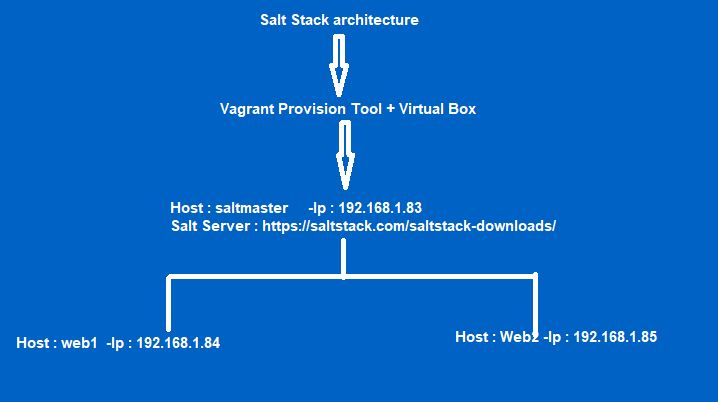 Salt Stack architecture
Vagrant Provision Tool + Virtual Box
Host : saltmaster -Ip : 192.168.1.83
Salt Server : https://saltstack.com/saltstack-downloads/
Host : web1 -Ip : 192.168.1.84
Host : Web2 -Ip : 192.168.1.85